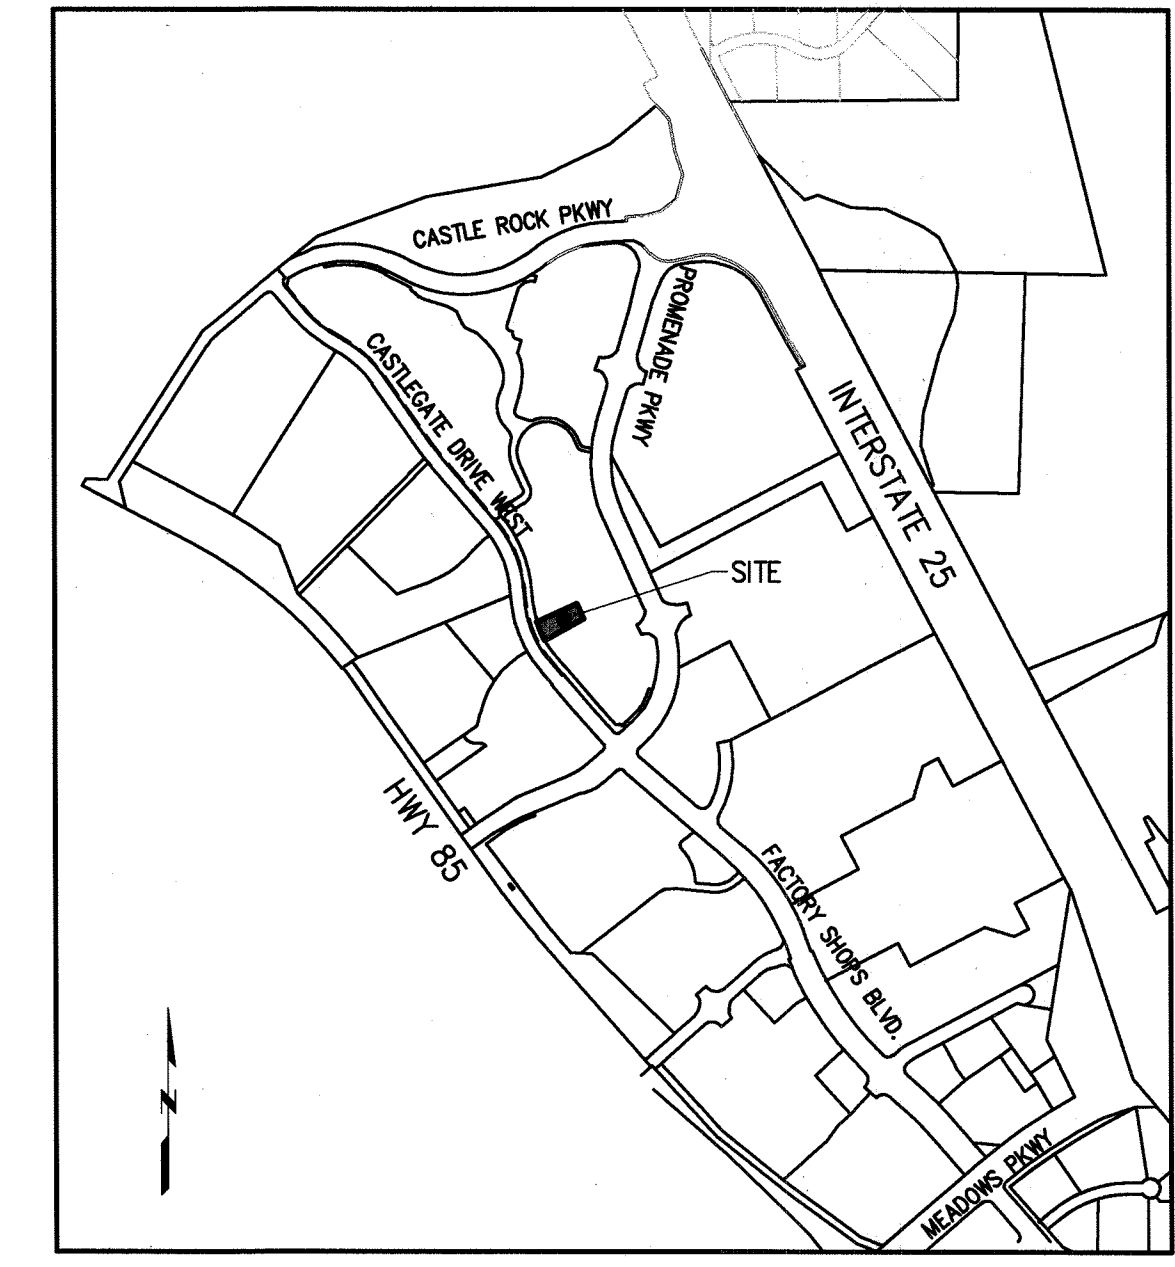 CASTLE ROCK PKWY
PROMENADE PKWY
CASTLEGATE DRIVE WEST
INTERSTATE 25
SITE
HWY 85
FACTORY SHOPS BLVD.
N
MEADOWS PKWY